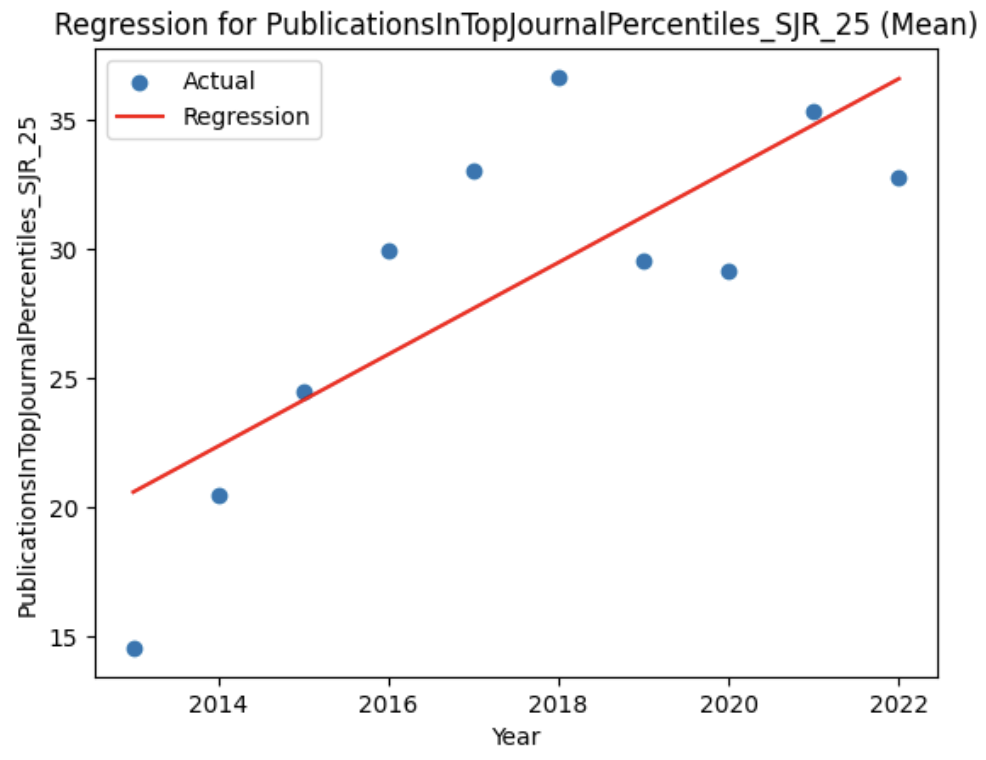 Regression for PublicationsInTopJournalPercentiles_SJR_25 (Mean)
Actual
Regression
PublicationsInTopJournalPercentiles_SJR_25
35
30
25
20
15
2014
2016
2018
2020
2022
Year